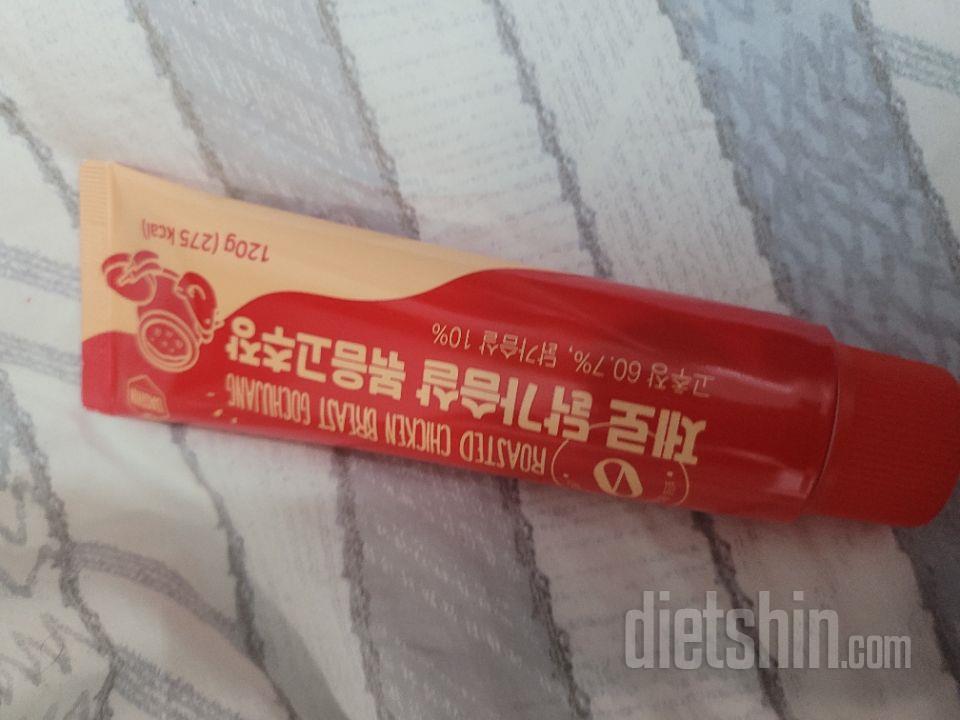 ROASTED CHICKEN BREAST GOCHUJANG
제로 닭가슴살 볶음고추장
고추장 60.7%, 닭가슴살 10%
120g (275 kcal)
dietshin.com